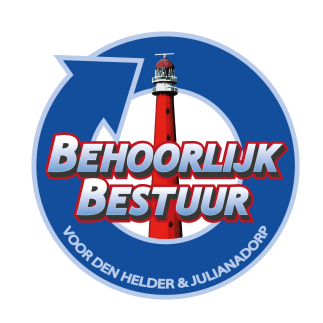 BEHOORLIJK
BESTUUR
VOOR DEN HELDER & JULIANADORP